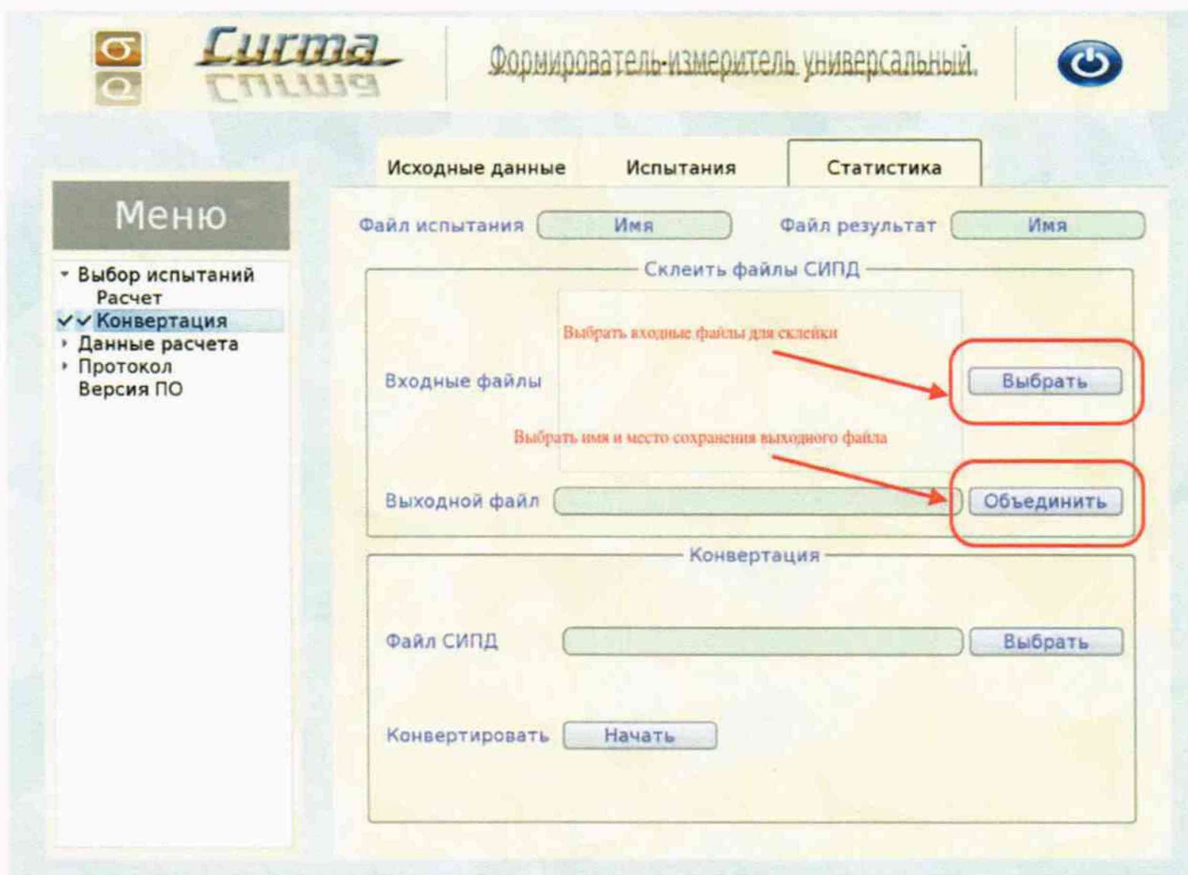 σ Сигма Формирователь-измеритель универсальный.
Исходные данные Испытания Статистика
Меню
Выбор испытаний
Расчет
Конвертация
Данные расчета
Протокол
Версия ПО
Файл испытания Имя Файл результат Имя
Склеить файлы СИПД
Выбрать входные файлы для склейки
Входные файлы Выбрать
Выбрать имя и место сохранения выходного файла
Выходной файл Объединить
Конвертация
Файл СИПД Выбрать
Конвертировать Начать